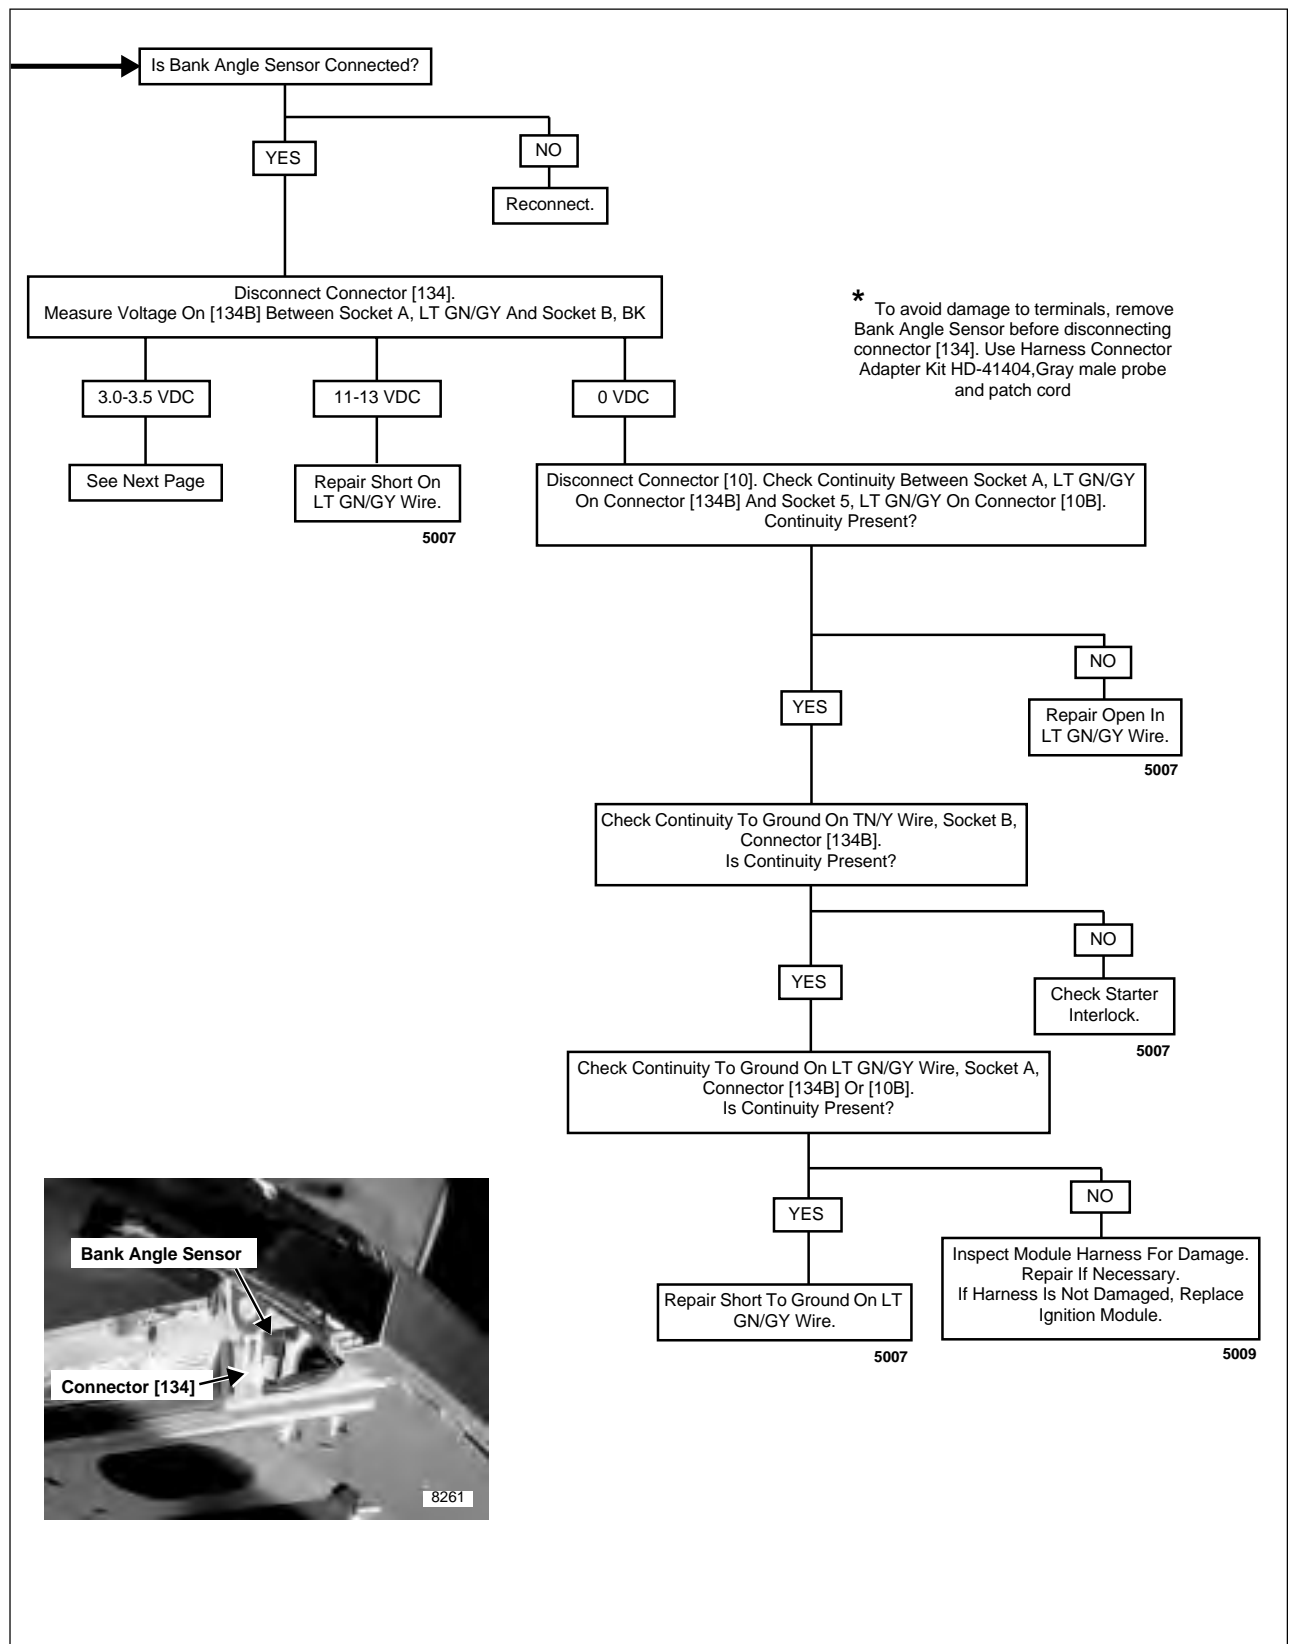 Is Bank Angle Sensor Connected?
YES
NO
Reconnect.
Disconnect Connector [134].
Measure Voltage On [134B] Between Socket A, LT GN/GY And Socket B, BK
* To avoid damage to terminals, remove
Bank Angle Sensor before disconnecting
connector [134]. Use Harness Connector
Adapter Kit HD-41404,Gray male probe
and patch cord
3.0-3.5 VDC
11-13 VDC
0 VDC
See Next Page
Repair Short On
LT GN/GY Wire.
5007
Disconnect Connector [10]. Check Continuity Between Socket A, LT GN/GY
On Connector [134B] And Socket 5, LT GN/GY On Connector [10B].
Continuity Present?
YES
NO
Repair Open In
LT GN/GY Wire.
5007
Check Continuity To Ground On TN/Y Wire, Socket B,
Connector [134B].
Is Continuity Present?
YES
NO
Check Starter
Interlock.
5007
Check Continuity To Ground On LT GN/GY Wire, Socket A,
Connector [134B] Or [10B].
Is Continuity Present?
YES
NO
Repair Short To Ground On LT
GN/GY Wire.
5007
Inspect Module Harness For Damage.
Repair If Necessary.
If Harness Is Not Damaged, Replace
Ignition Module.
5009
Bank Angle Sensor
Connector [134]
8261